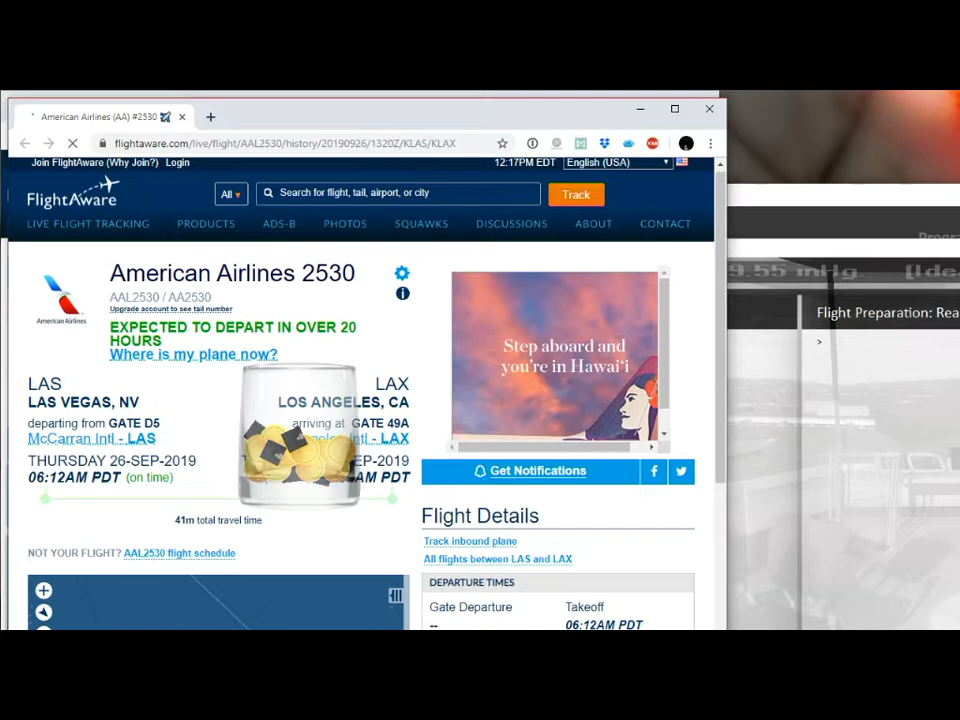 American Airlines (AA) #2530
flightaware.com/live/flight/AAL2530/history/20190926/1320Z/KLAS/KLAX
Join FlightAware (Why Join?) Login
12:17PM EDT
English (USA)
FlightAware
All
Search for flight, tail, airport, or city
Track
LIVE FLIGHT TRACKING PRODUCTS ADS-B PHOTOS SQUAWKS DISCUSSIONS ABOUT CONTACT
American Airlines 2530
AAL2530 / AA2530
Upgrade account to see tail number
American Airlines
EXPECTED TO DEPART IN OVER 20
HOURS
Where is my plane now?
LAS
LAS VEGAS, NV
departing from GATE D5
McCarran Intl - LAS
THURSDAY 26-SEP-2019
06:12AM PDT (on time)
LAX
LOS ANGELES, CA
arriving at GATE 49A
Intl - LAX
-SEP-2019
AM PDT
41m total travel time
NOT YOUR FLIGHT? AAL2530 flight schedule
Step aboard and
you're in Hawai‘i
Get Notifications
Flight Details
Track inbound plane
All flights between LAS and LAX
DEPARTURE TIMES
Gate Departure
Takeoff
--
06:12AM PDT
9.55 inHg.
Flight Preparation: Rea
>